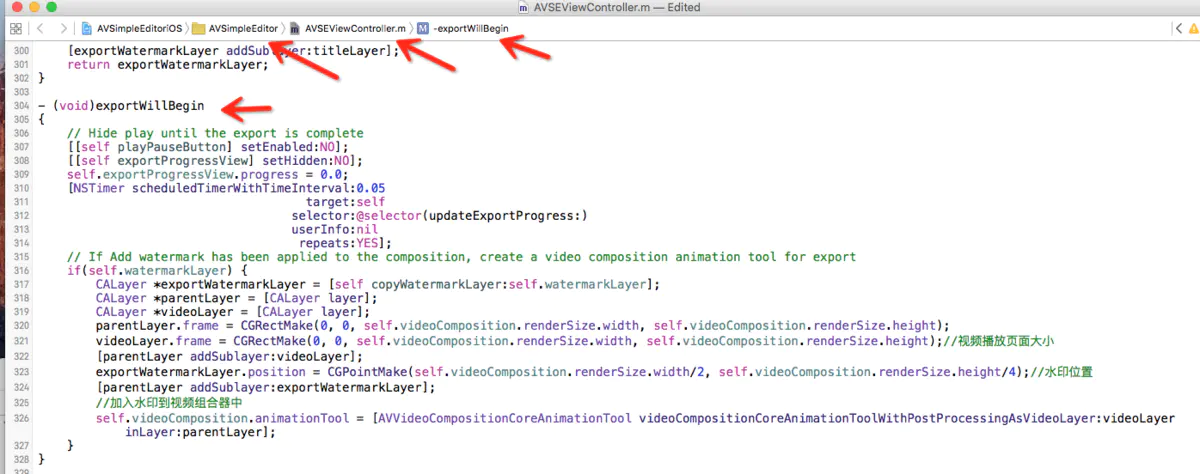 AVSEViewController.m — Edited
AVSimpleEditoriOS AVSimpleEditor AVSEViewController.m M -exportWillBegin
300 [exportWatermarkLayer addSublayer:titleLayer];
301 return exportWatermarkLayer;
302 }
303
304 - (void)exportWillBegin
305 {
306 // Hide play until the export is complete
307 [[self playPauseButton] setEnabled:NO];
308 [[self exportProgressView] setHidden:NO];
309 self.exportProgressView.progress = 0.0;
310 [NSTimer scheduledTimerWithTimeInterval:0.05
311 target:self
312 selector:@selector(updateExportProgress:)
313 userInfo:nil
314 repeats:YES];
315 // If Add watermark has been applied to the composition, create a video composition animation tool for export
316 if(self.watermarkLayer) {
317 CALayer *exportWatermarkLayer = [self copyWatermarkLayer:self.watermarkLayer];
318 CALayer *parentLayer = [CALayer layer];
319 CALayer *videoLayer = [CALayer layer];
320 parentLayer.frame = CGRectMake(0, 0, self.videoComposition.renderSize.width, self.videoComposition.renderSize.height);
321 videoLayer.frame = CGRectMake(0, 0, self.videoComposition.renderSize.width, self.videoComposition.renderSize.height);//视频播放页面大小
322 [parentLayer addSublayer:videoLayer];
323 exportWatermarkLayer.position = CGPointMake(self.videoComposition.renderSize.width/2, self.videoComposition.renderSize.height/4);//水印位置
324 [parentLayer addSublayer:exportWatermarkLayer];
325 //加入水印到视频组合器中
326 self.videoComposition.animationTool = [AVVideoCompositionCoreAnimationTool videoCompositionCoreAnimationToolWithPostProcessingAsVideoLayer:videoLayer
inLayer:parentLayer];
327 }
328 }
329